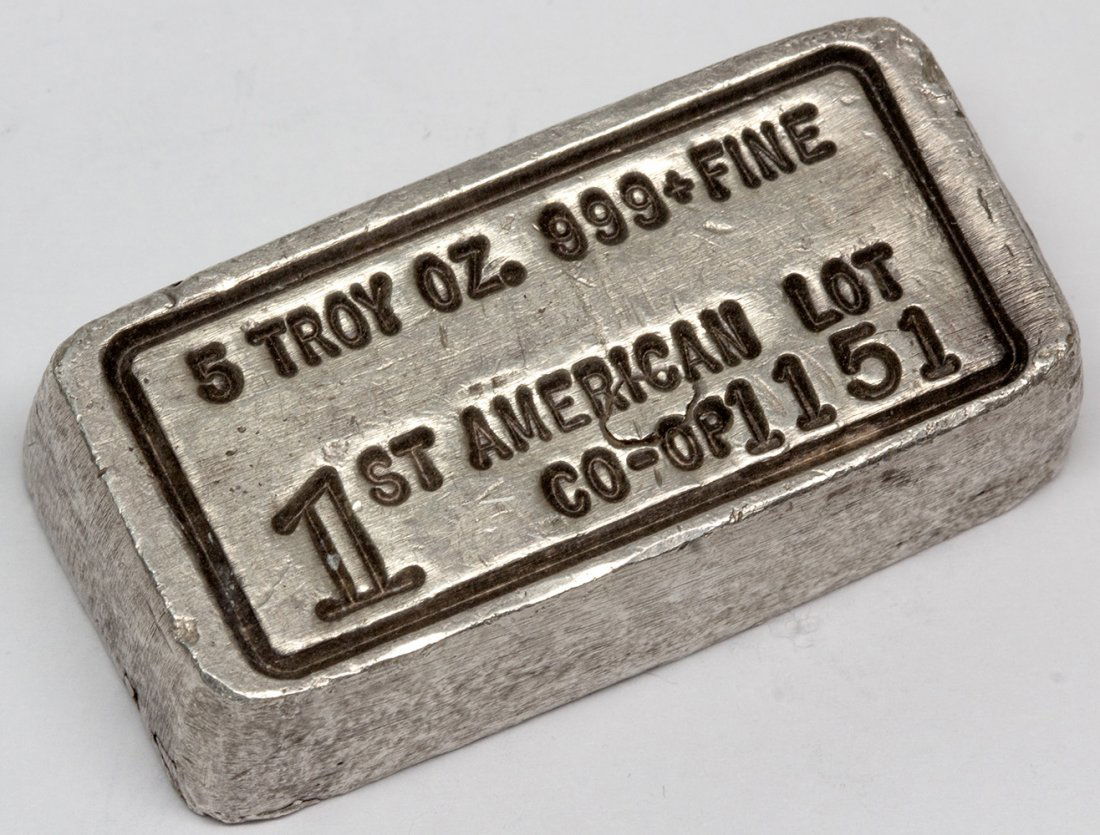 5 TROY OZ. 999+FINE
1ST AMERICAN LOT
CO-OP 1151